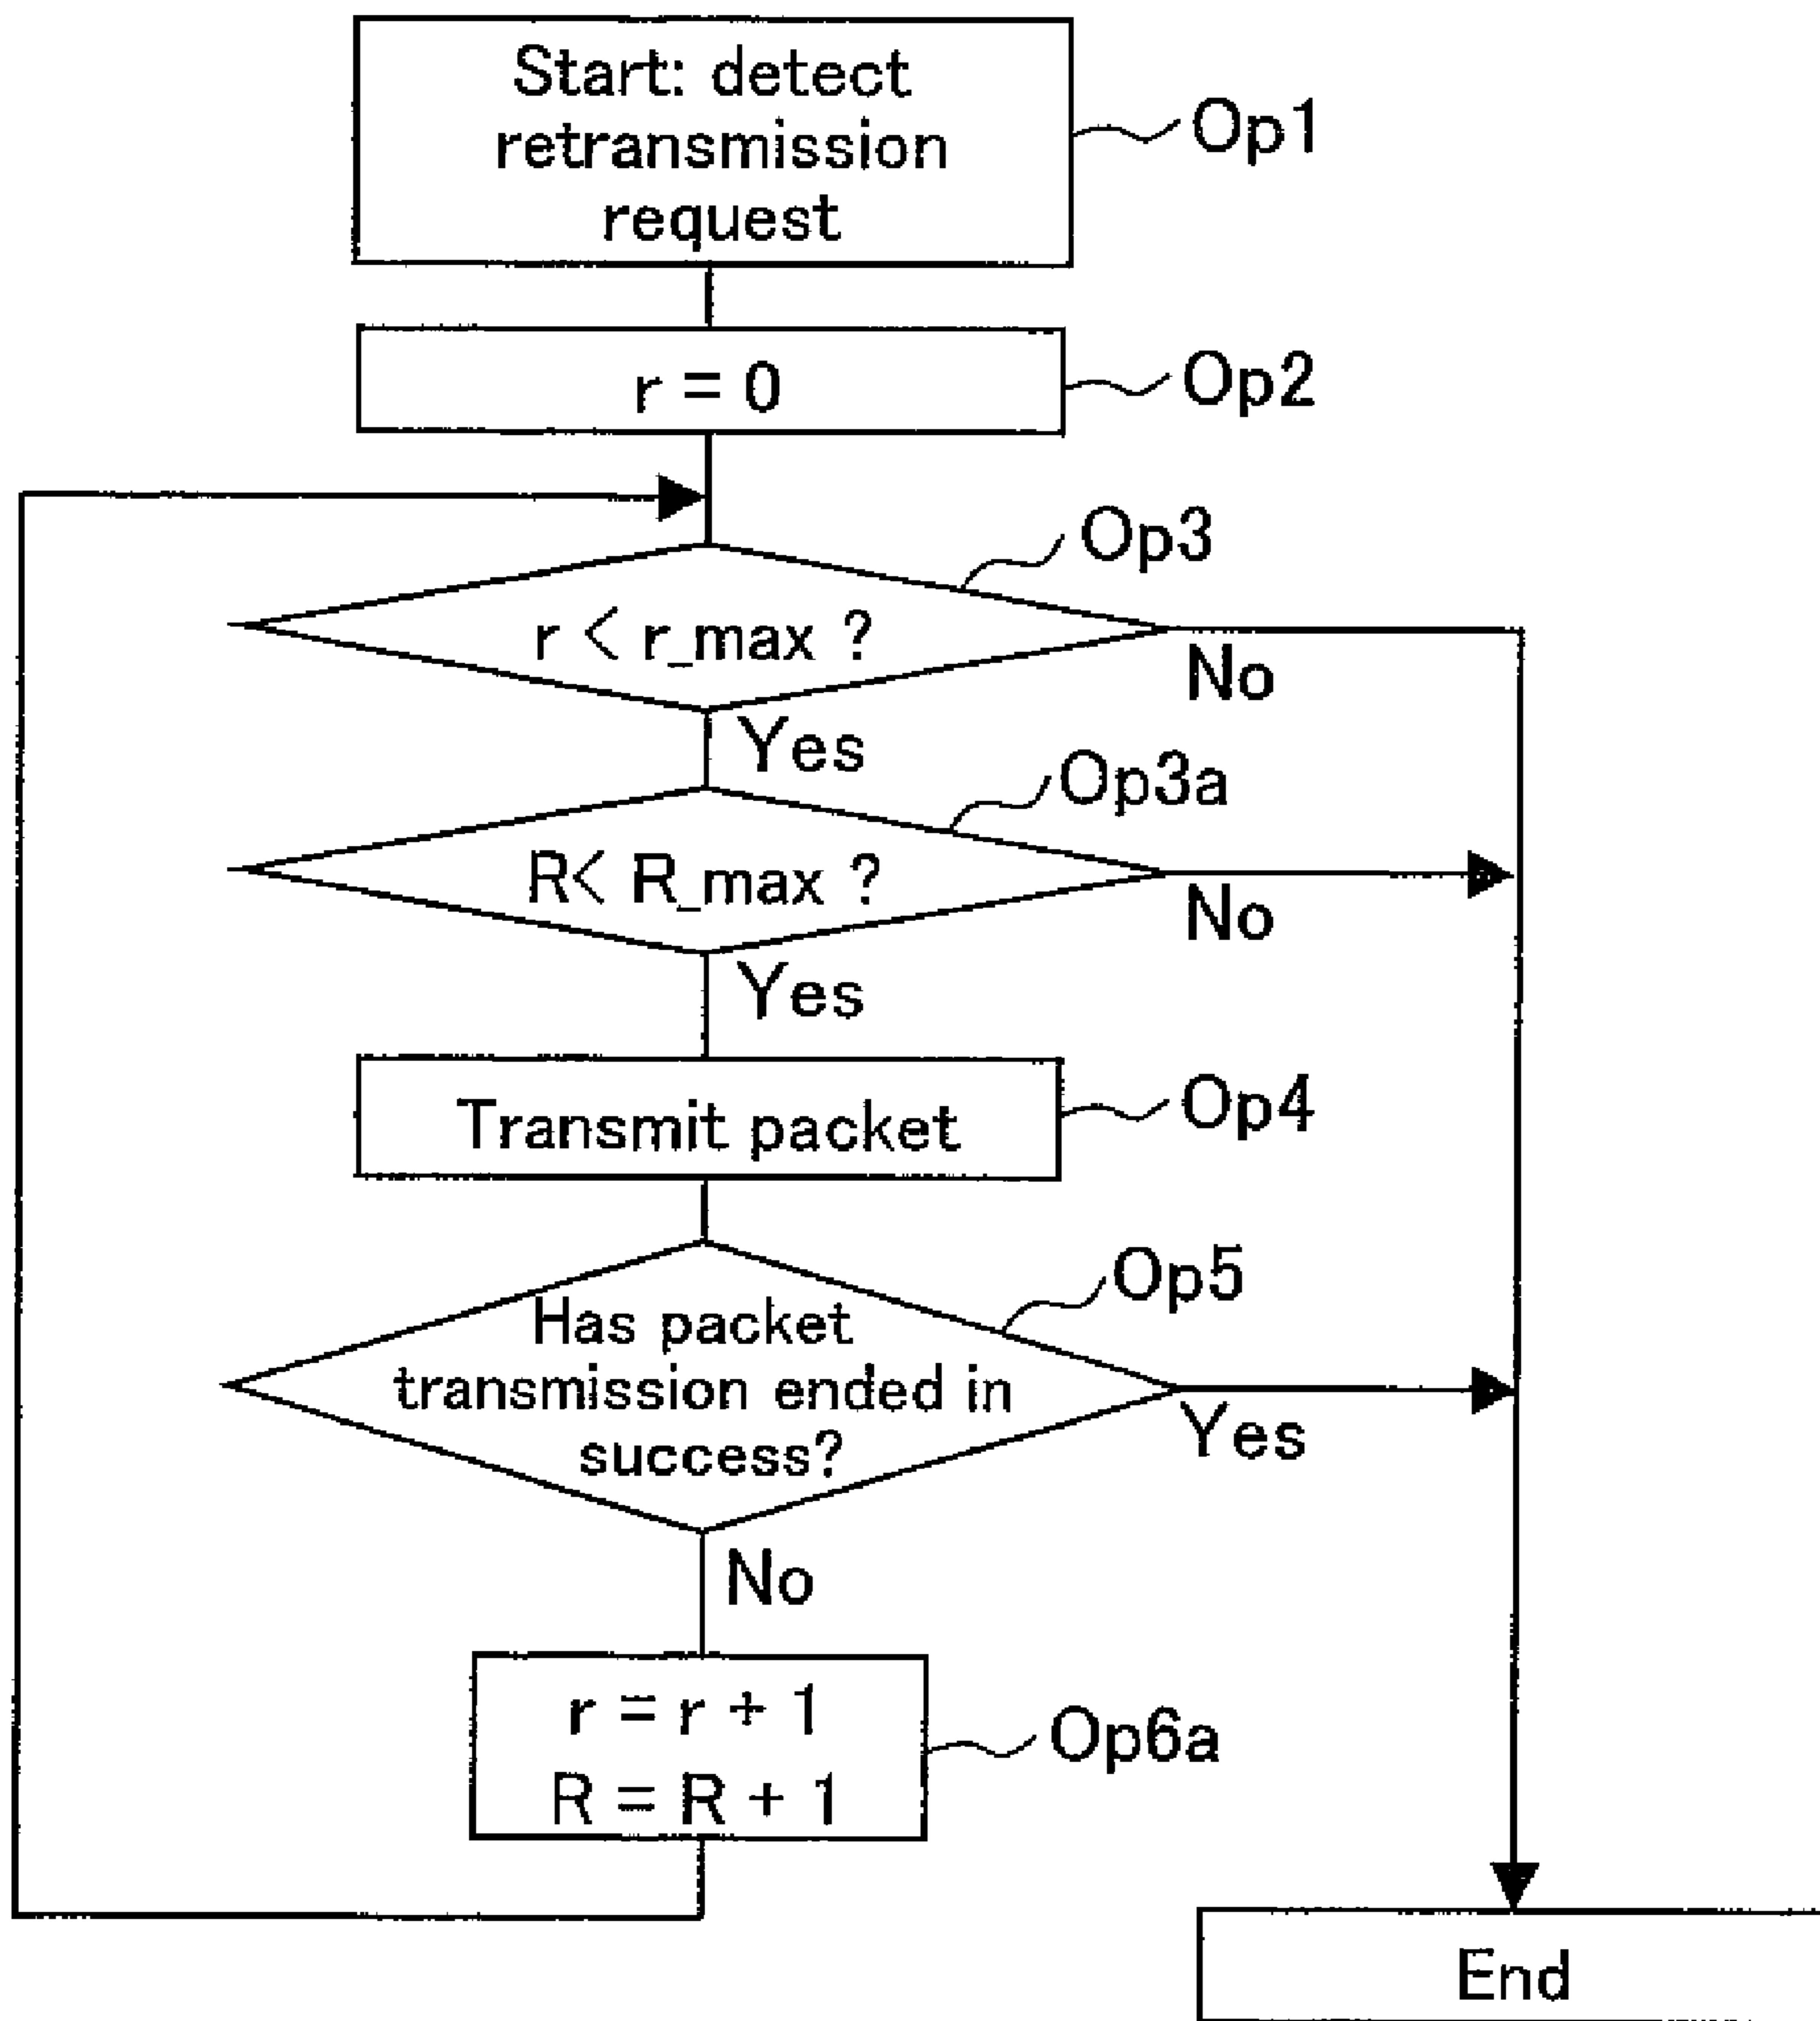 Start: detect
retransmission
request
Op1
r = 0
Op2
Op3
r < r_max ?
No
Yes
Op3a
R< R_max ?
No
Yes
Transmit packet
Op4
Op5
Has packet
transmission ended in
success?
Yes
No
r = r + 1
R = R + 1
Op6a
End